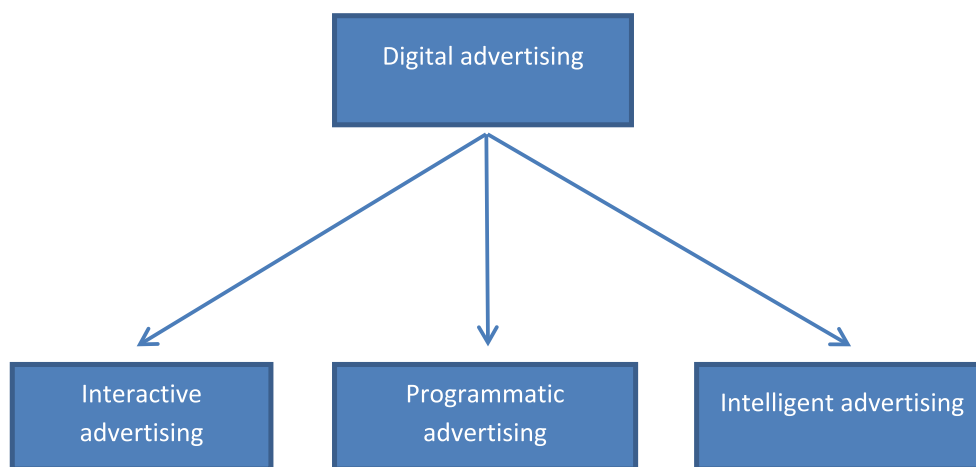 Digital advertising
Interactive
advertising
Programmatic
advertising
Intelligent advertising